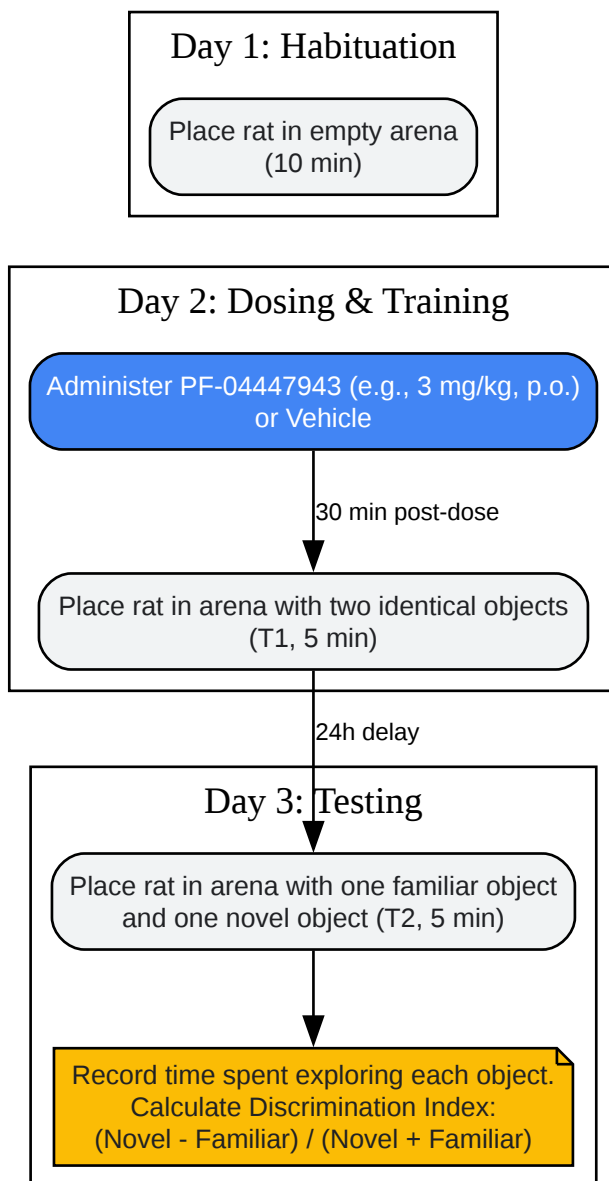 Day 1: Habituation
Place rat in empty arena
(10 min)
Day 2: Dosing & Training
Administer PF-04447943 (e.g., 3 mg/kg, p.o.)
or Vehicle
30 min post-dose
Place rat in arena with two identical objects
(T1, 5 min)
24h delay
Day 3: Testing
Place rat in arena with one familiar object
and one novel object (T2, 5 min)
Record time spent exploring each object.
Calculate Discrimination Index:
(Novel - Familiar) / (Novel + Familiar)